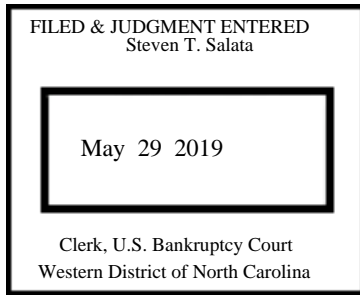 FILED & JUDGMENT ENTERED
Steven T. Salata
May 29 2019
Clerk, U.S. Bankruptcy Court
Western District of North Carolina